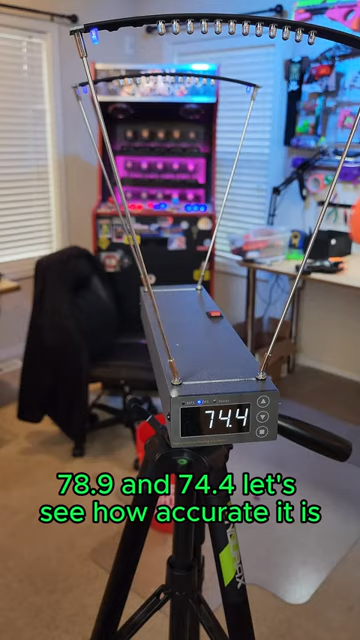 74.4
78.9 and 74.4 let's
see how accurate it is